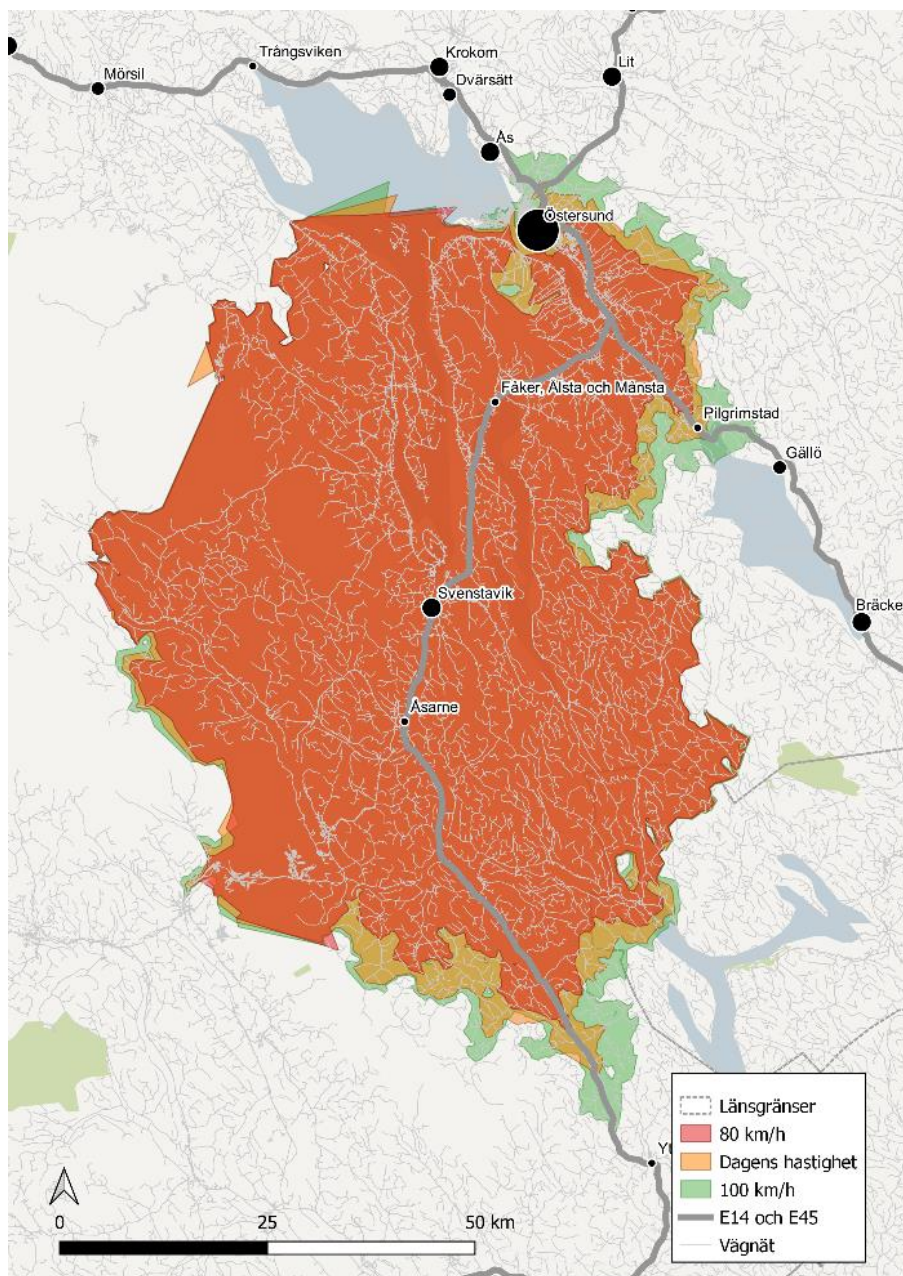 Trångsviken
Krokom
Mörsil
Dvärsätt
Lit
Ås
Östersund
Fåker, Ålsta och Månsta
Pilgrimstad
Gällö
Svenstavik
Bräcke
Åsarne
Länsgränser
80 km/h
Dagens hastighet
100 km/h
E14 och E45
Vägnät
0
25
50 km